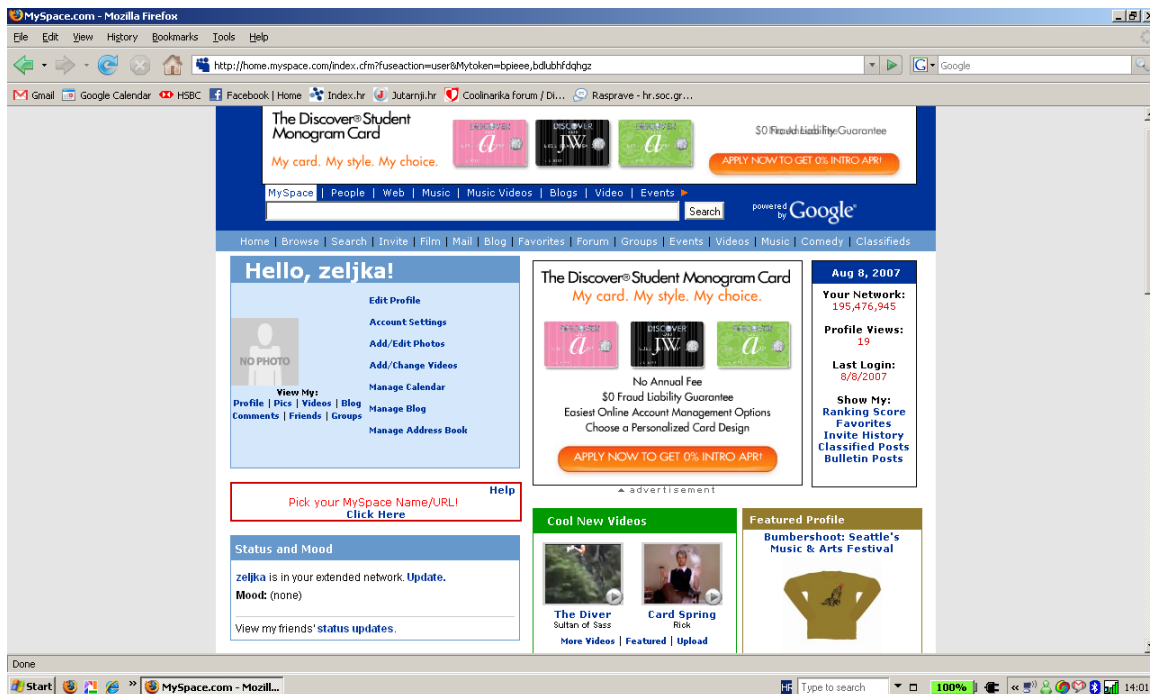 MySpace.com - Mozilla Firefox
File Edit View History Bookmarks Tools Help
http://home.myspace.com/index.cfm?fuseaction=user&Mytoken=bpieee,bdlubhfdqhgz
Google
Gmail Google Calendar HSBC Facebook | Home Index.hr Jutarnji.hr Coolinarika forum / Di... Rasprave - hr.soc.gr...
The Discover® Student
Monogram Card
My card. My style. My choice.
DISCOVER
a
DISCOVER
JW
DISCOVER
a
$0 Fraud Liability Guarantee
APPLY NOW TO GET 0% INTRO APR†
MySpace | People | Web | Music | Music Videos | Blogs | Video | Events
Search
powered by Google
Home | Browse | Search | Invite | Film | Mail | Blog | Favorites | Forum | Groups | Events | Videos | Music | Comedy | Classifieds
Hello, zeljka!
NO PHOTO
View My:
Profile | Pics | Videos | Blog
Comments | Friends | Groups
Edit Profile
Account Settings
Add/Edit Photos
Add/Change Videos
Manage Calendar
Manage Blog
Manage Address Book
The Discover® Student Monogram Card
My card. My style. My choice.
DISCOVER
a
DISCOVER
JW
DISCOVER
a
No Annual Fee
$0 Fraud Liability Guarantee
Easiest Online Account Management Options
Choose a Personalized Card Design
APPLY NOW TO GET 0% INTRO APR†
advertisement
Aug 8, 2007
Your Network:
195,476,945
Profile Views:
19
Last Login:
8/8/2007
Show My:
Ranking Score
Favorites
Invite History
Classified Posts
Bulletin Posts
Help
Pick your MySpace Name/URL!
Click Here
Status and Mood
zeljka is in your extended network. Update.
Mood: (none)
View my friends' status updates.
Cool New Videos
The Diver
Sultan of Sass
Card Spring
Rick
More Videos | Featured | Upload
Featured Profile
Bumbershoot: Seattle's
Music & Arts Festival
Done
Start
MySpace.com - Mozill...
HR
Type to search
100%
14:01